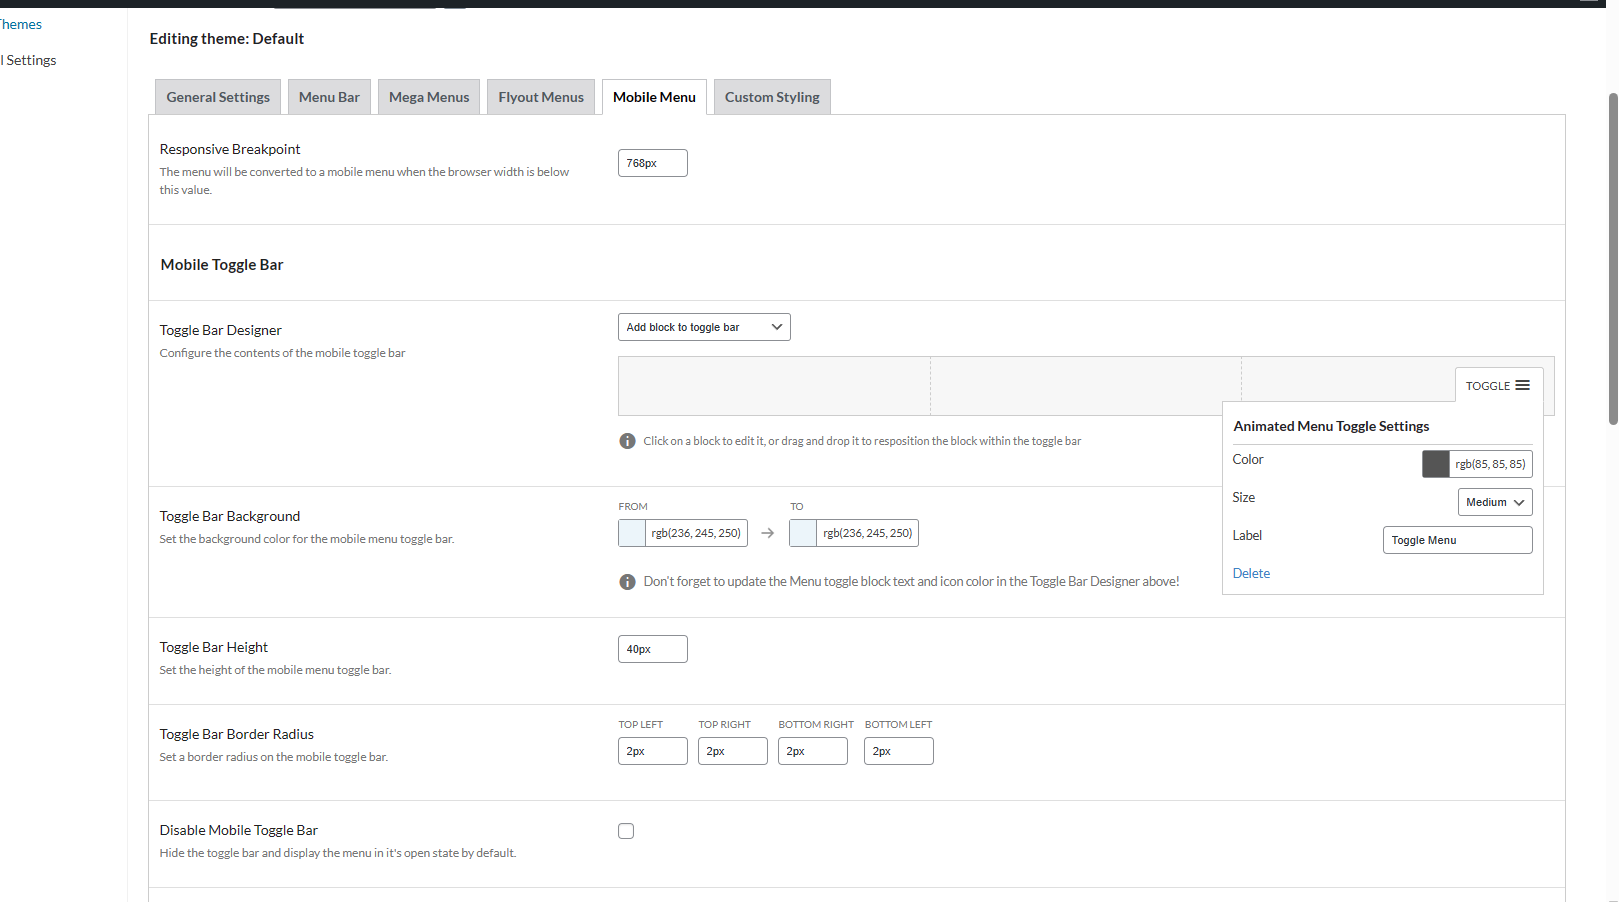 Themes
l Settings
Editing theme: Default
General Settings
Menu Bar
Mega Menus
Flyout Menus
Mobile Menu
Custom Styling
Responsive Breakpoint
The menu will be converted to a mobile menu when the browser width is below
this value.
768px
Mobile Toggle Bar
Toggle Bar Designer
Configure the contents of the mobile toggle bar
Add block to toggle bar
TOGGLE
Click on a block to edit it, or drag and drop it to resposition the block within the toggle bar
Animated Menu Toggle Settings
Color
rgb(85, 85, 85)
Size
Medium
Label
Toggle Menu
Delete
Toggle Bar Background
Set the background color for the mobile menu toggle bar.
FROM
rgb(236, 245, 250)
TO
rgb(236, 245, 250)
Don't forget to update the Menu toggle block text and icon color in the Toggle Bar Designer above!
Toggle Bar Height
Set the height of the mobile menu toggle bar.
40px
Toggle Bar Border Radius
Set a border radius on the mobile toggle bar.
TOP LEFT
2px
TOP RIGHT
2px
BOTTOM RIGHT
2px
BOTTOM LEFT
2px
Disable Mobile Toggle Bar
Hide the toggle bar and display the menu in it's open state by default.